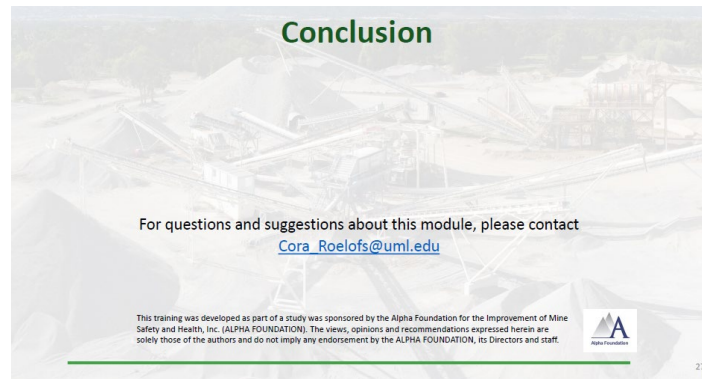 Conclusion
For questions and suggestions about this module, please contact
Cora_Roelofs@uml.edu
This training was developed as part of a study was sponsored by the Alpha Foundation for the Improvement of Mine
Safety and Health, Inc. (ALPHA FOUNDATION). The views, opinions and recommendations expressed herein are
solely those of the authors and do not imply any endorsement by the ALPHA FOUNDATION, its Directors and staff.
Alpha Foundation
27